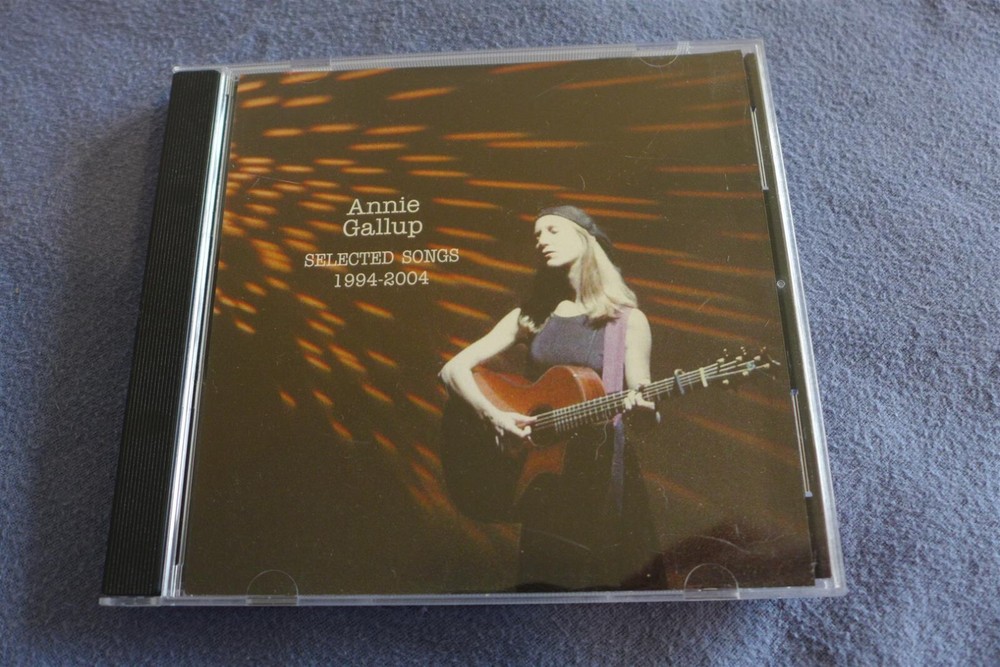 Annie
Gallup
SELECTED SONGS
1994-2004